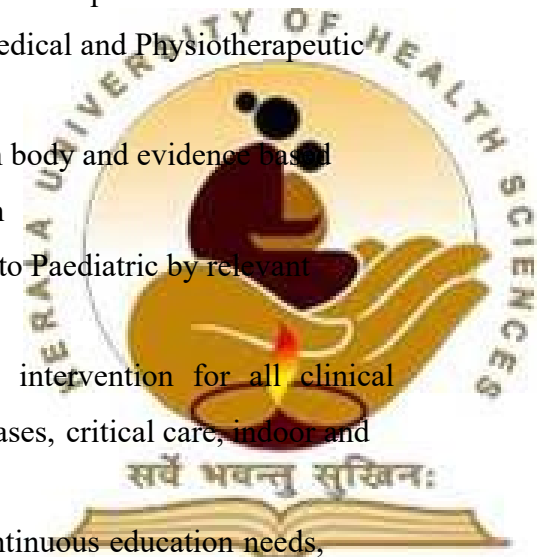 edical and Physiotherapeutic
KERALA UNIVERSITY OF HEALTH SCIENCES
body and evidence based
to Paediatric by relevant
intervention for all clinical
ases, critical care, indoor and
सर्वे भवन्तु सुखिन:
ntinuous education needs,